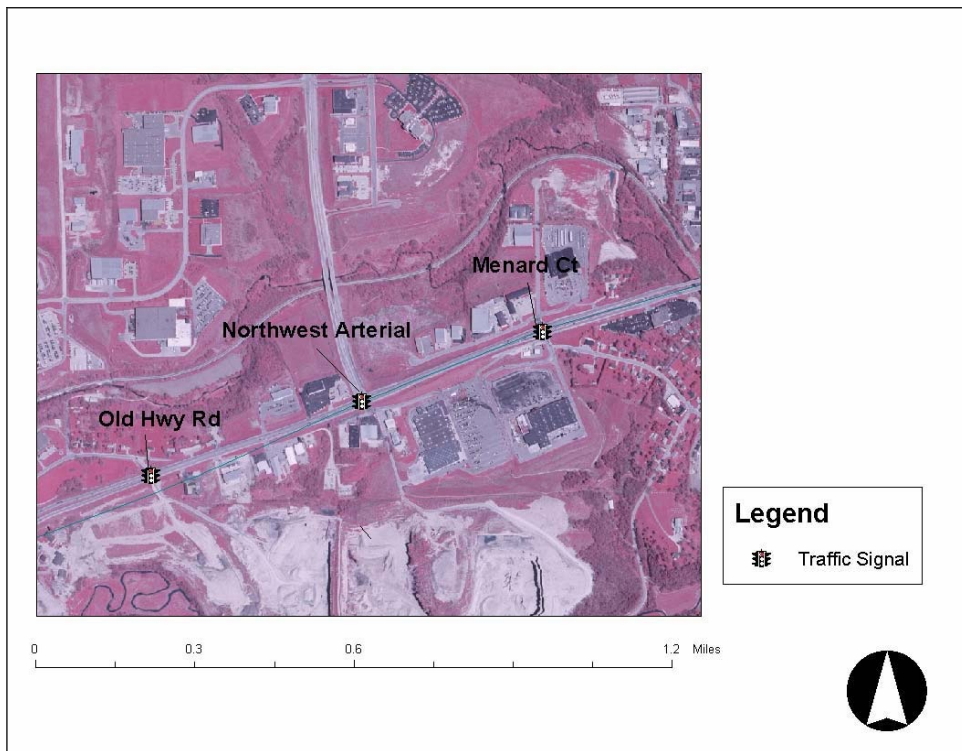 Menard Ct
Northwest Arterial
Old Hwy Rd
Legend
Traffic Signal
0 0.3 0.6 1.2 Miles